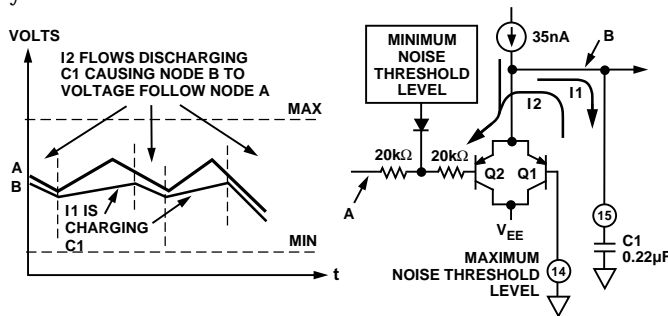 VOLTS
I2 FLOWS DISCHARGING
C1 CAUSING NODE B TO
VOLTAGE FOLLOW NODE A
MAX
A
B
I1 IS
CHARGING
C1
MIN
t
MINIMUM
NOISE
THRESHOLD
LEVEL
35nA
B
I1
I2
20kΩ
20kΩ
Q2
Q1
A
VEE
15
C1
0.22µF
MAXIMUM
NOISE THRESHOLD
LEVEL
14